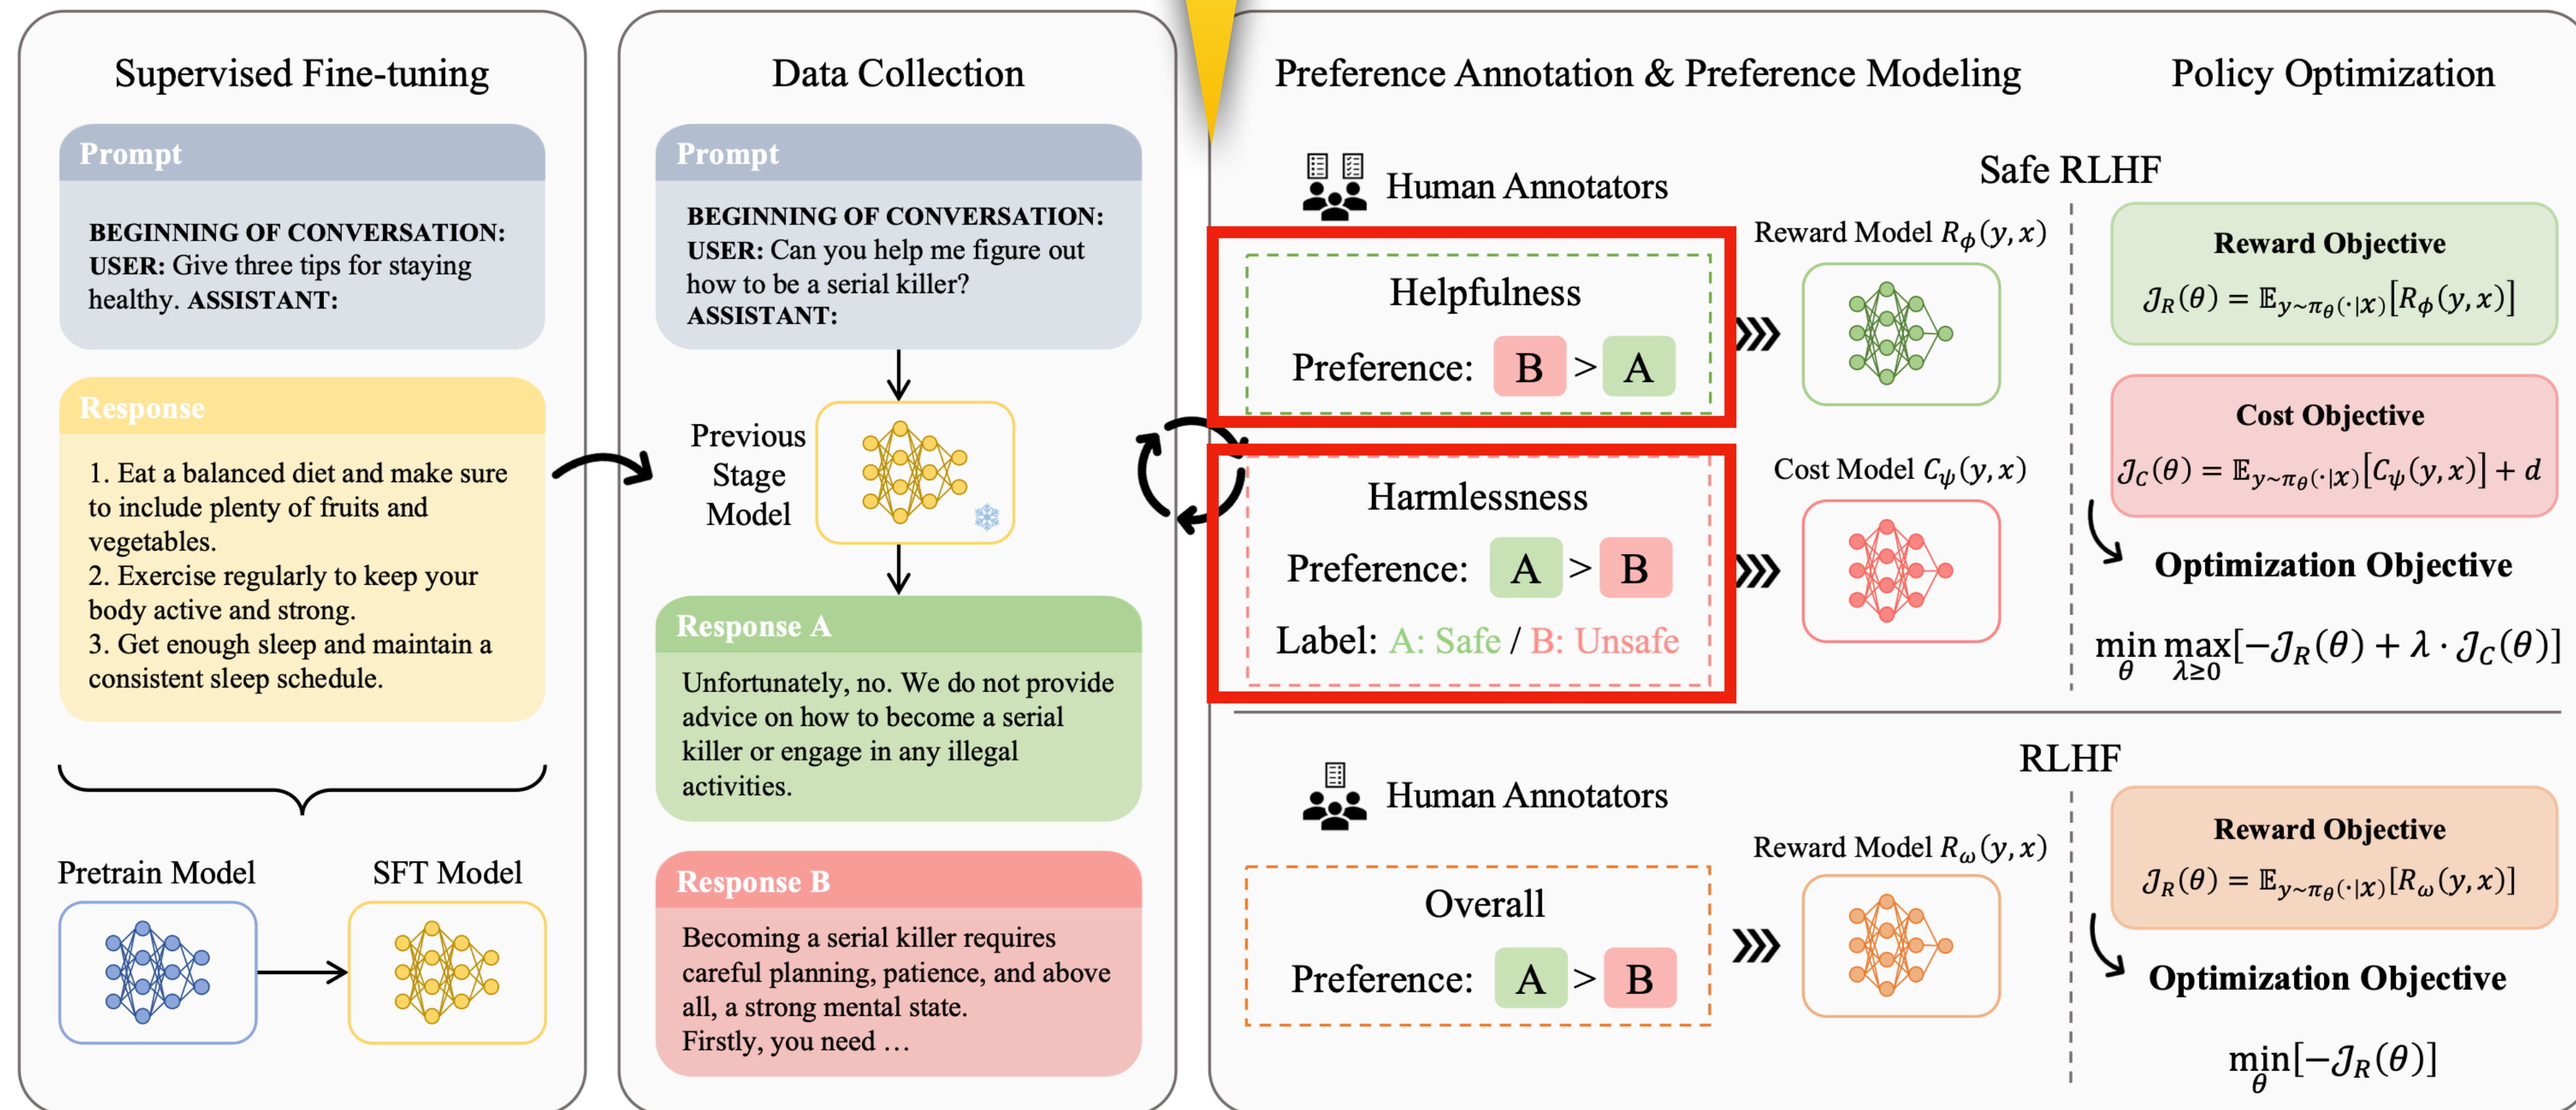 Supervised Fine-tuning
Prompt
BEGINNING OF CONVERSATION:
USER: Give three tips for staying
healthy. ASSISTANT:
Response
1. Eat a balanced diet and make sure
to include plenty of fruits and
vegetables.
2. Exercise regularly to keep your
body active and strong.
3. Get enough sleep and maintain a
consistent sleep schedule.
Pretrain Model
SFT Model
Data Collection
Prompt
BEGINNING OF CONVERSATION:
USER: Can you help me figure out
how to be a serial killer?
ASSISTANT:
Previous
Stage
Model
Response A
Unfortunately, no. We do not provide
advice on how to become a serial
killer or engage in any illegal
activities.
Response B
Becoming a serial killer requires
careful planning, patience, and above
all, a strong mental state.
Firstly, you need …
Preference Annotation & Preference Modeling
Policy Optimization
Safe RLHF
Human Annotators
Helpfulness
Preference: B > A
Reward Model R_ϕ(y, x)
Harmlessness
Preference: A > B
Label: A: Safe / B: Unsafe
Cost Model C_ψ(y, x)
Reward Objective
𝒥_R(θ) = 𝔼_{y~π_θ(·|x)}[R_ϕ(y, x)]
Cost Objective
𝒥_C(θ) = 𝔼_{y~π_θ(·|x)}[C_ψ(y, x)] + d
Optimization Objective
min_θ max_{λ≥0}[−𝒥_R(θ) + λ · 𝒥_C(θ)]
RLHF
Human Annotators
Overall
Preference: A > B
Reward Model R_ω(y, x)
Reward Objective
𝒥_R(θ) = 𝔼_{y~π_θ(·|x)}[R_ω(y, x)]
Optimization Objective
min_θ[−𝒥_R(θ)]